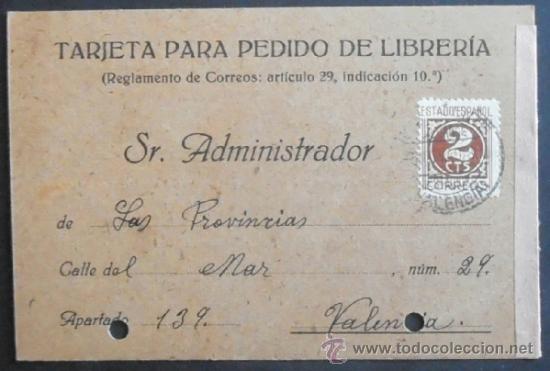 TARJETA PARA PEDIDO DE LIBRERÍA
(Reglamento de Correos: artículo 29, indicación 10.ª)
ESTADO ESPAÑOL
2
CTS
CORREOS
VALENCIA
Sr. Administrador
de Las Provincias
Calle del Mar, núm. 29.
Apartado 139. Valencia.
todocoleccion.net